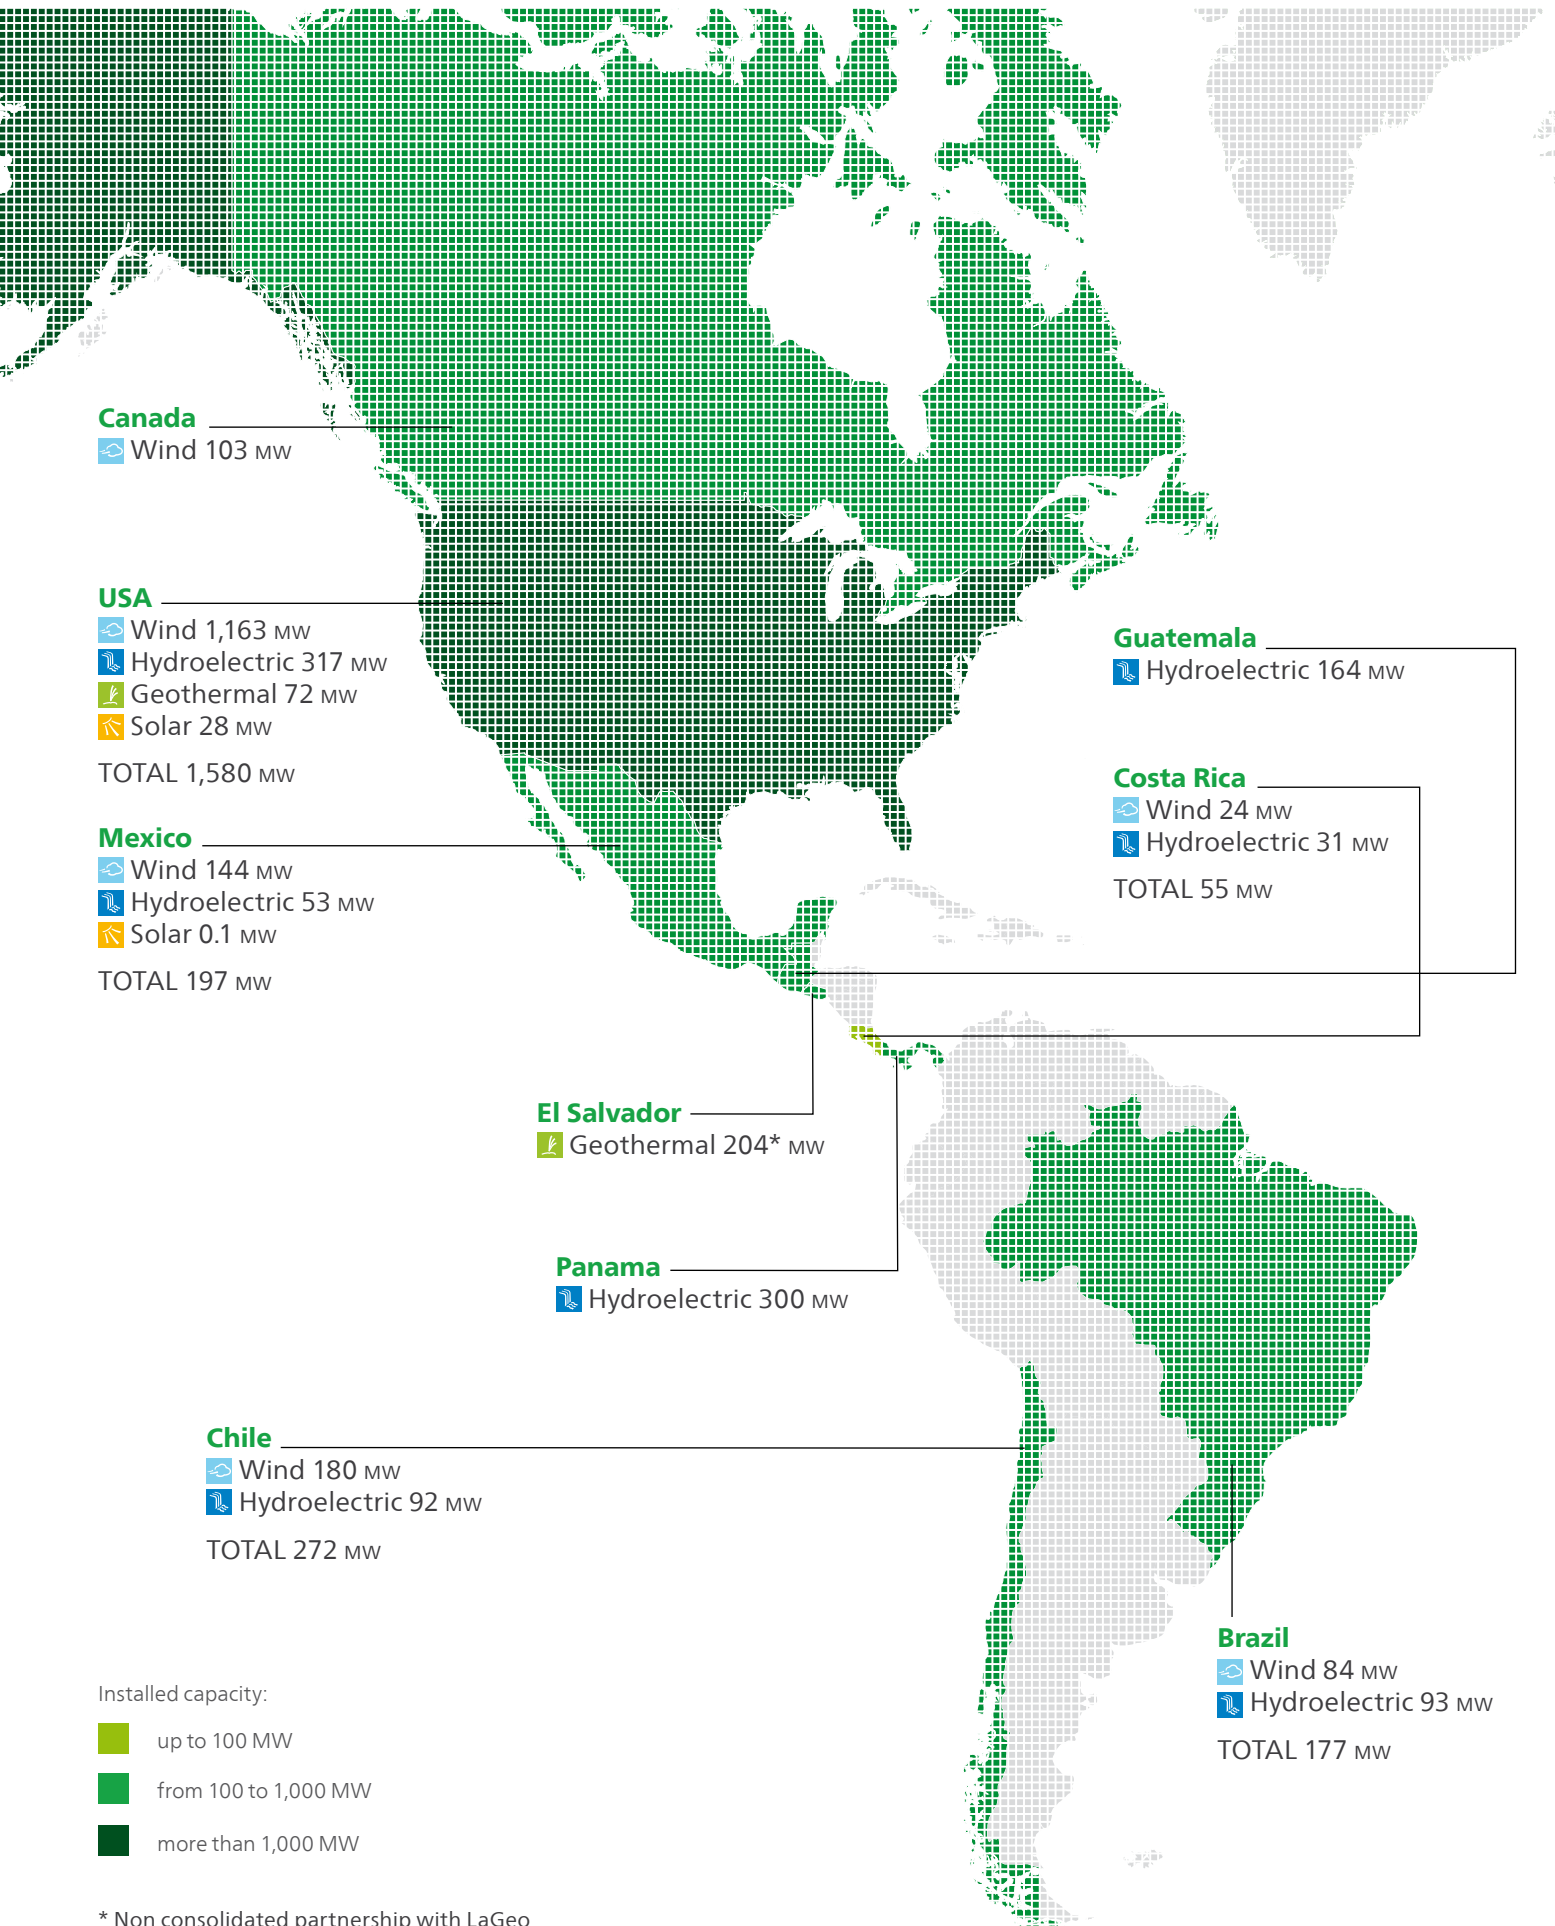 Canada
Wind 103 MW
USA
Wind 1,163 MW
Hydroelectric 317 MW
Geothermal 72 MW
Solar 28 MW
TOTAL 1,580 MW
Mexico
Wind 144 MW
Hydroelectric 53 MW
Solar 0.1 MW
TOTAL 197 MW
Guatemala
Hydroelectric 164 MW
Costa Rica
Wind 24 MW
Hydroelectric 31 MW
TOTAL 55 MW
El Salvador
Geothermal 204* MW
Panama
Hydroelectric 300 MW
Chile
Wind 180 MW
Hydroelectric 92 MW
TOTAL 272 MW
Brazil
Wind 84 MW
Hydroelectric 93 MW
TOTAL 177 MW
Installed capacity:
up to 100 MW
from 100 to 1,000 MW
more than 1,000 MW
* Non consolidated partnership with LaGeo